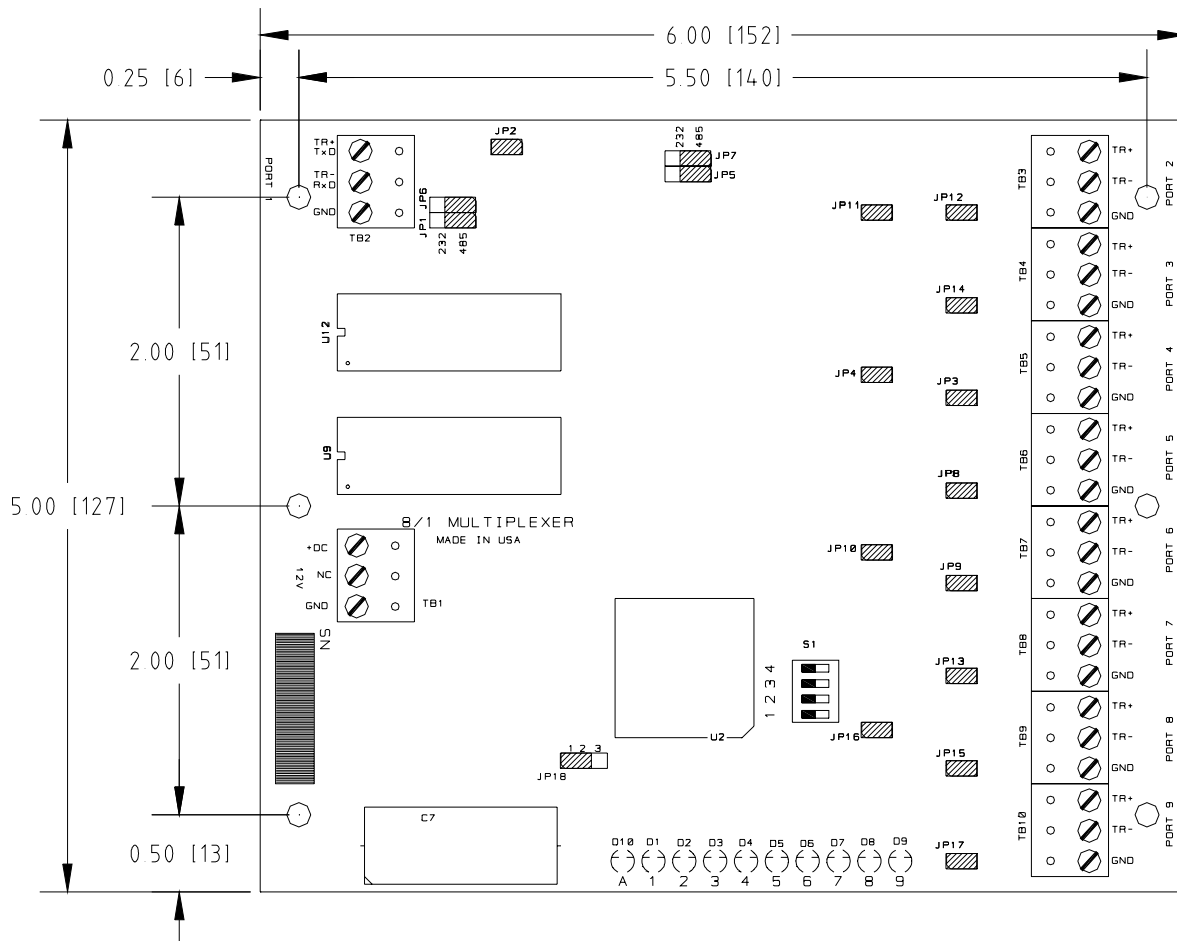 6.00 [152]
0.25 [6]
5.50 [140]
5.00 [127]
2.00 [51]
2.00 [51]
0.50 [13]
PORT 1
TR+
TxD
TR-
RxD
GND
TB2
JP2
JP6
JP1
232
485
232
485
JP7
JP5
JP11
JP12
JP14
JP4
JP3
JP8
JP10
JP9
JP13
JP16
JP15
JP17
U12
U9
8/1 MULTIPLEXER
MADE IN USA
+DC
NC
GND
12V
TB1
SN
U2
S1
1 2 3 4
1 2 3
JP18
C7
D10 D1 D2 D3 D4 D5 D6 D7 D8 D9
A 1 2 3 4 5 6 7 8 9
TB3
TR+
TR-
GND
PORT 2
TB4
TR+
TR-
GND
PORT 3
TB5
TR+
TR-
GND
PORT 4
TB6
TR+
TR-
GND
PORT 5
TB7
TR+
TR-
GND
PORT 6
TB8
TR+
TR-
GND
PORT 7
TB9
TR+
TR-
GND
PORT 8
TB10
TR+
TR-
GND
PORT 9